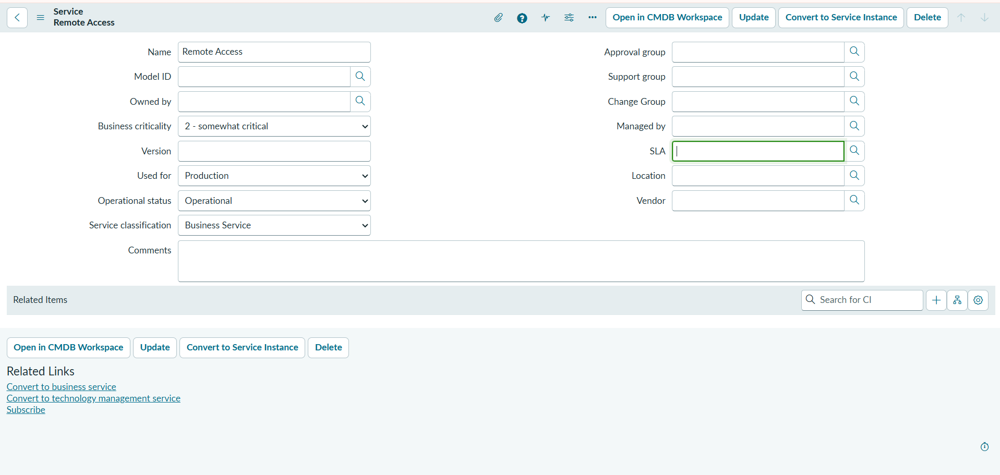 Service
Remote Access
Open in CMDB Workspace Update Convert to Service Instance Delete
Name Remote Access
Approval group
Model ID
Support group
Owned by
Change Group
Business criticality 2 - somewhat critical
Managed by
Version
SLA
Used for Production
Location
Operational status Operational
Vendor
Service classification Business Service
Comments
Related Items Search for CI
Open in CMDB Workspace Update Convert to Service Instance Delete
Related Links
Convert to business service
Convert to technology management service
Subscribe